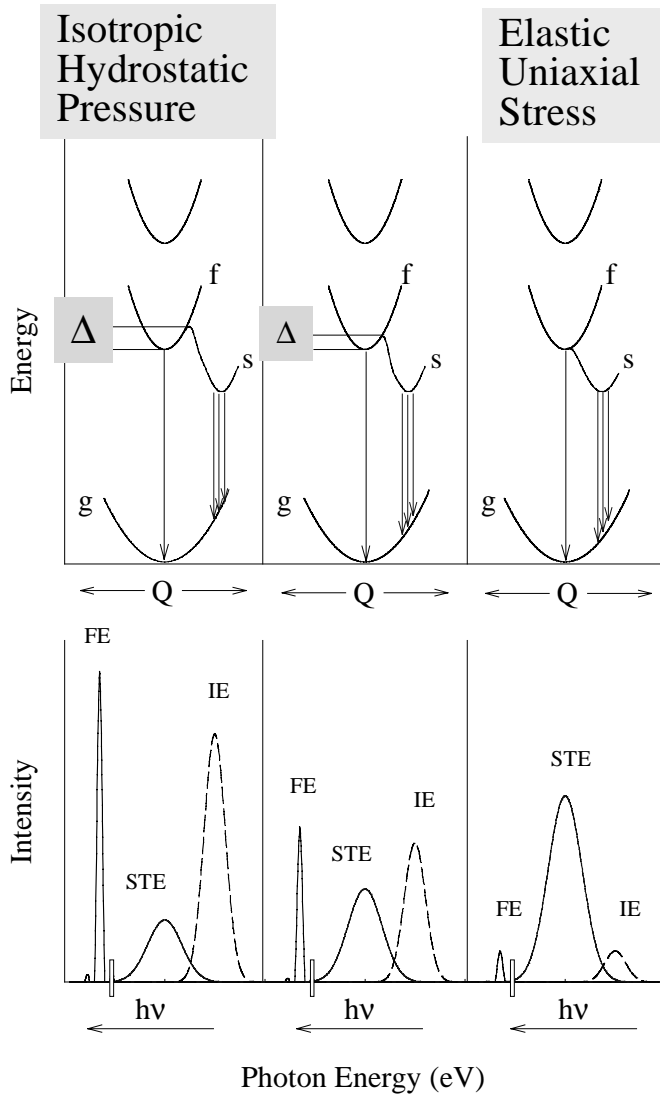 Isotropic
Hydrostatic
Pressure
Elastic
Uniaxial
Stress
Energy
f
Δ
s
g
f
Δ
s
g
f
s
g
Q
Q
Q
Intensity
FE
IE
STE
FE
IE
STE
STE
FE
IE
hν
hν
hν
Photon Energy (eV)